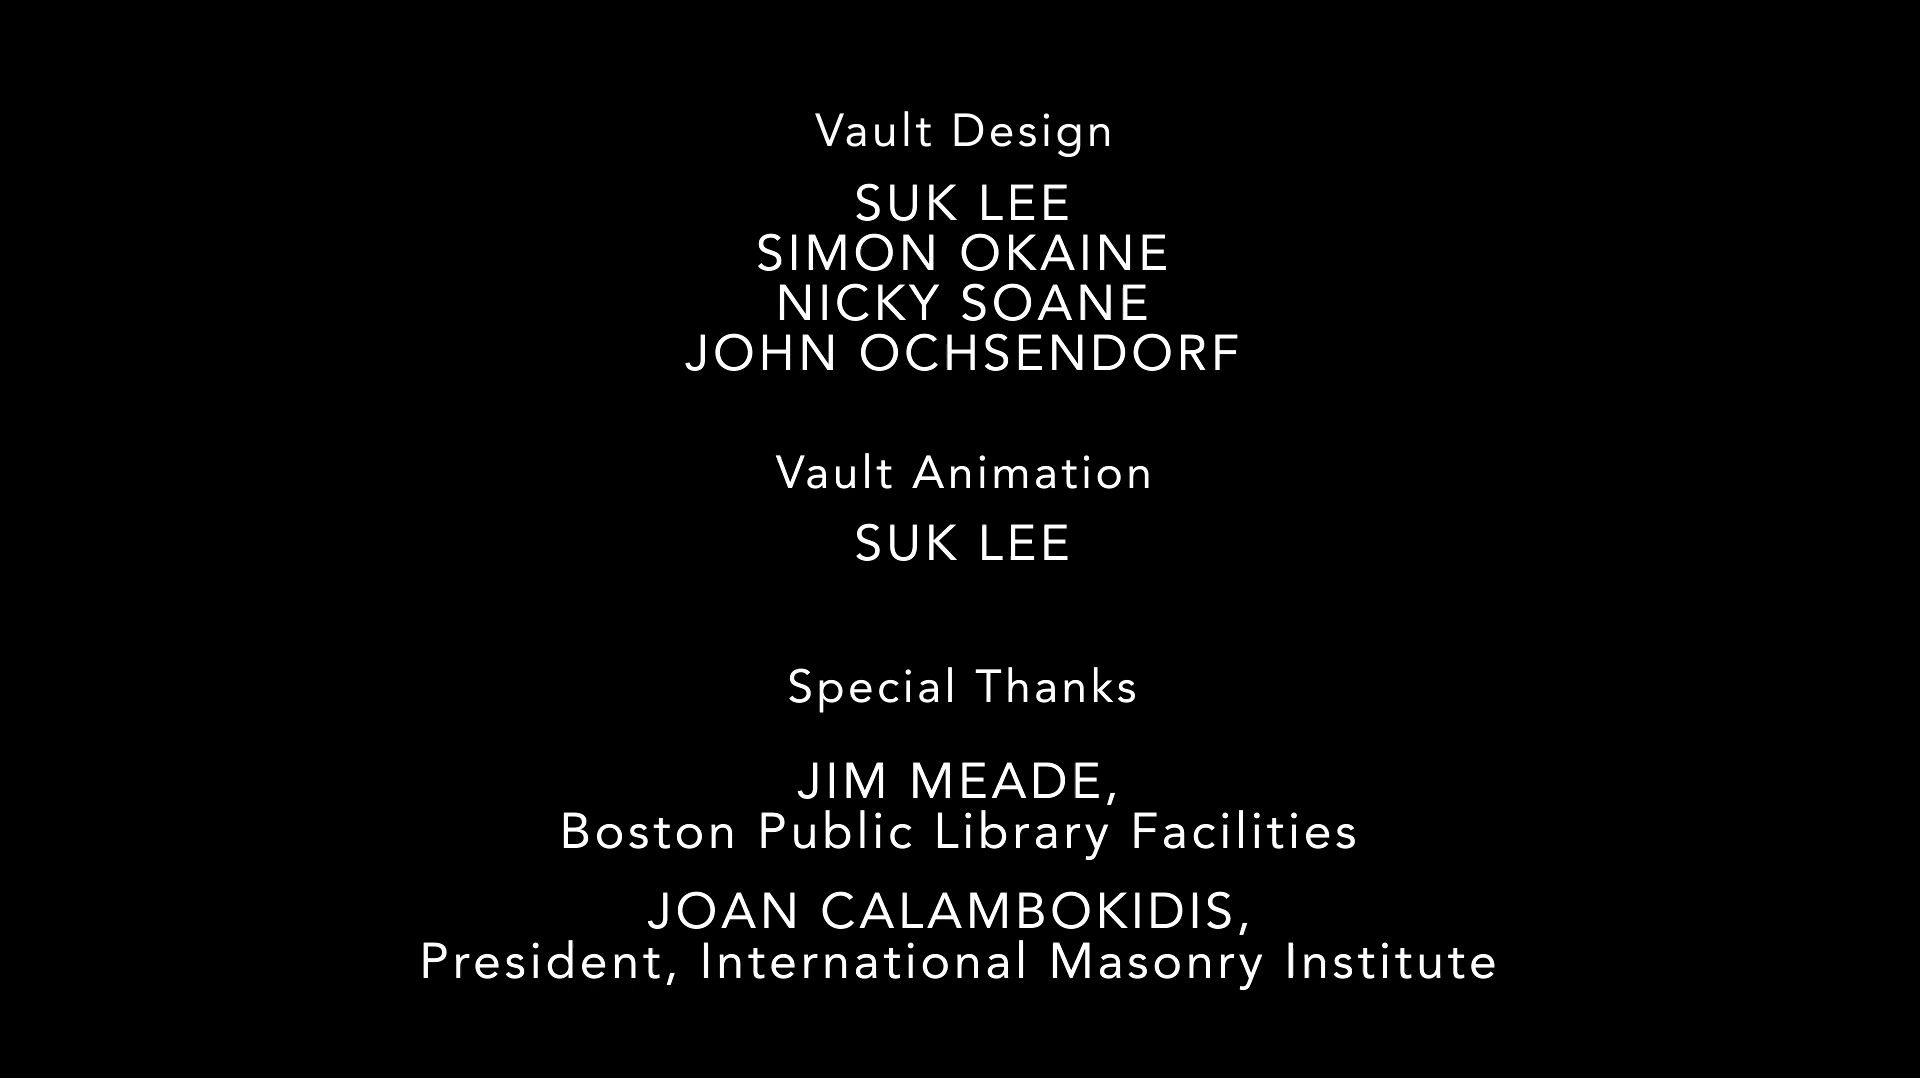 Vault Design
SUK LEE
SIMON OKAINE
NICKY SOANE
JOHN OCHSENDORF
Vault Animation
SUK LEE
Special Thanks
JIM MEADE,
Boston Public Library Facilities
JOAN CALAMBOKIDIS,
President, International Masonry Institute